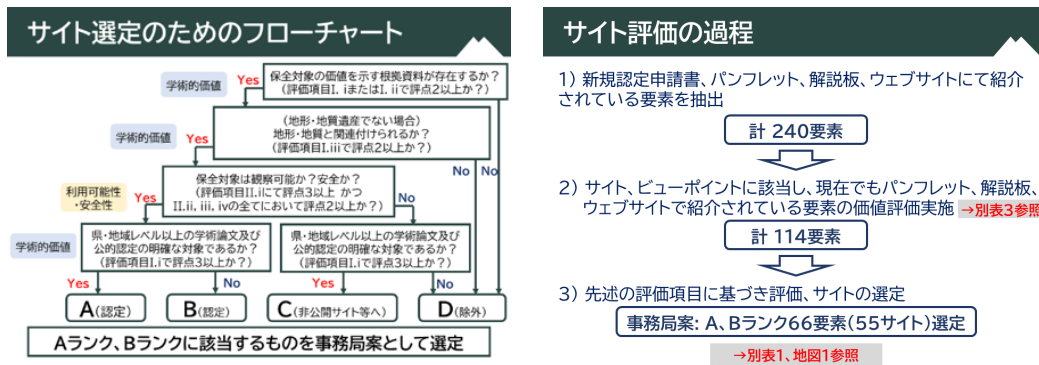 サイト選定のためのフローチャート
学術的価値
Yes
保全対象の価値を示す根拠資料が存在するか？
（評価項目I. iまたはI. iiで評点2以上か？）
学術的価値
Yes
（地形・地質遺産でない場合）
地形・地質と関連付けられるか？
（評価項目I.iiiで評点2以上か？）
No
No
利用可能性
・安全性
Yes
保全対象は観察可能か？安全か？
（評価項目II.iにて評点3以上 かつ
II.ii, iii, ivの全てにおいて評点2以上か？）
No
学術的価値
県・地域レベル以上の学術論文及び
公的認定の明確な対象であるか？
（評価項目I.iで評点3以上か？）
県・地域レベル以上の学術論文及び
公的認定の明確な対象であるか？
（評価項目I.iで評点3以上か？）
Yes
No
Yes
No
A（認定）
B（認定）
C（非公開サイト等へ）
D（除外）
Aランク、Bランクに該当するものを事務局案として選定
サイト評価の過程
1）新規認定申請書、パンフレット、解説板、ウェブサイトにて紹介
されている要素を抽出
計 240要素
2）サイト、ビューポイントに該当し、現在でもパンフレット、解説板、
ウェブサイトで紹介されている要素の価値評価実施 →別表3参照
計 114要素
3）先述の評価項目に基づき評価、サイトの選定
事務局案: A、Bランク66要素（55サイト）選定
→別表1、地図1参照